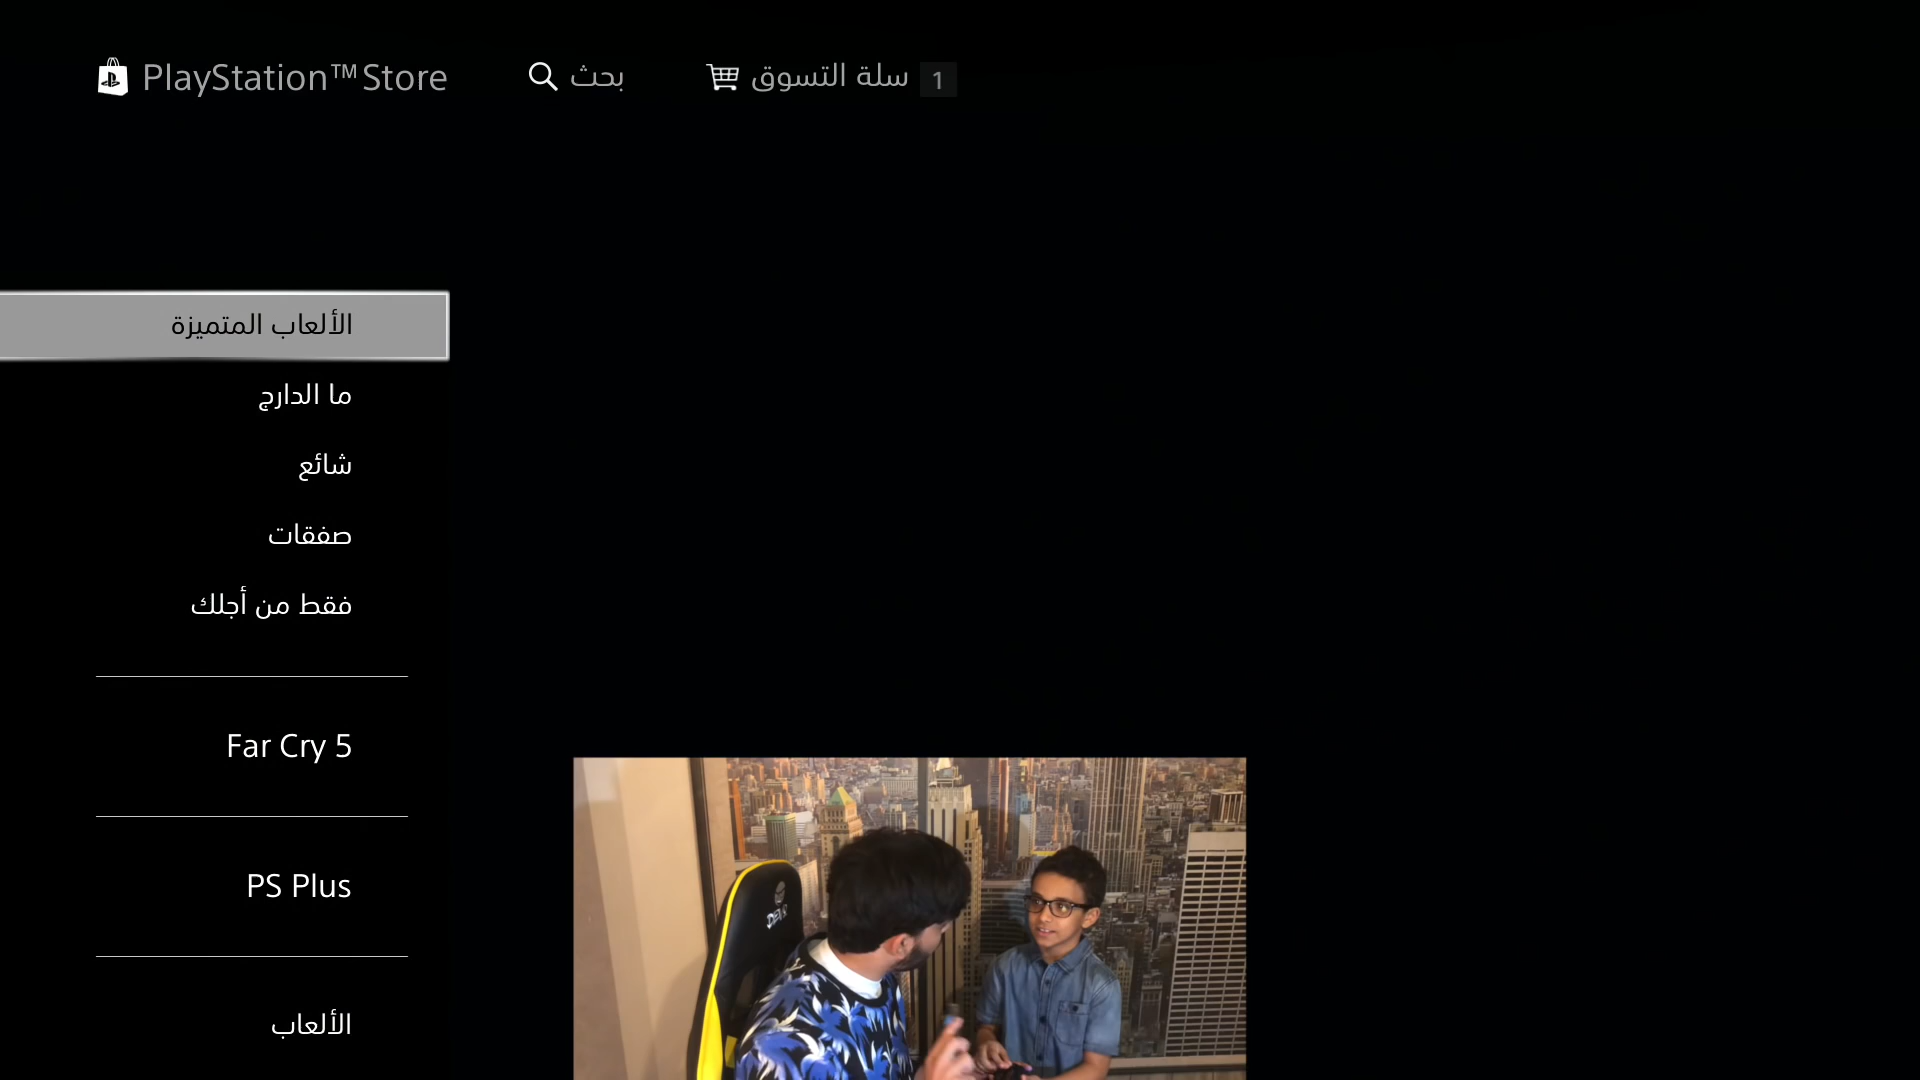 PlayStation™Store
بحث
سلة التسوق 1
الألعاب المتميزة
ما الدارج
شائع
صفقات
فقط من أجلك
Far Cry 5
PS Plus
الألعاب